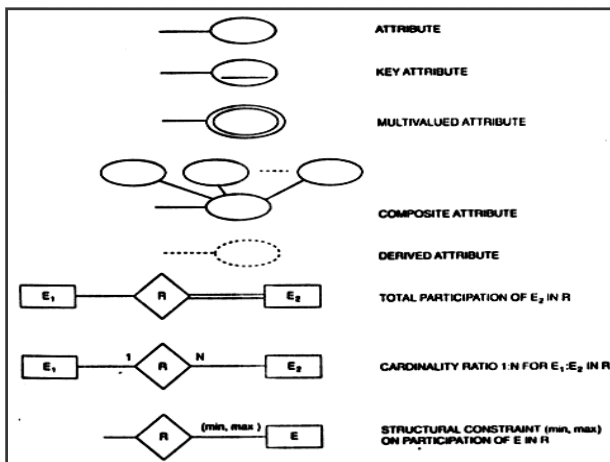 ATTRIBUTE
KEY ATTRIBUTE
MULTIVALUED ATTRIBUTE
COMPOSITE ATTRIBUTE
DERIVED ATTRIBUTE
E₁ R E₂ TOTAL PARTICIPATION OF E₂ IN R
E₁ 1 R N E₂ CARDINALITY RATIO 1:N FOR E₁:E₂ IN R
R (min, max) E STRUCTURAL CONSTRAINT (min, max)
ON PARTICIPATION OF E IN R